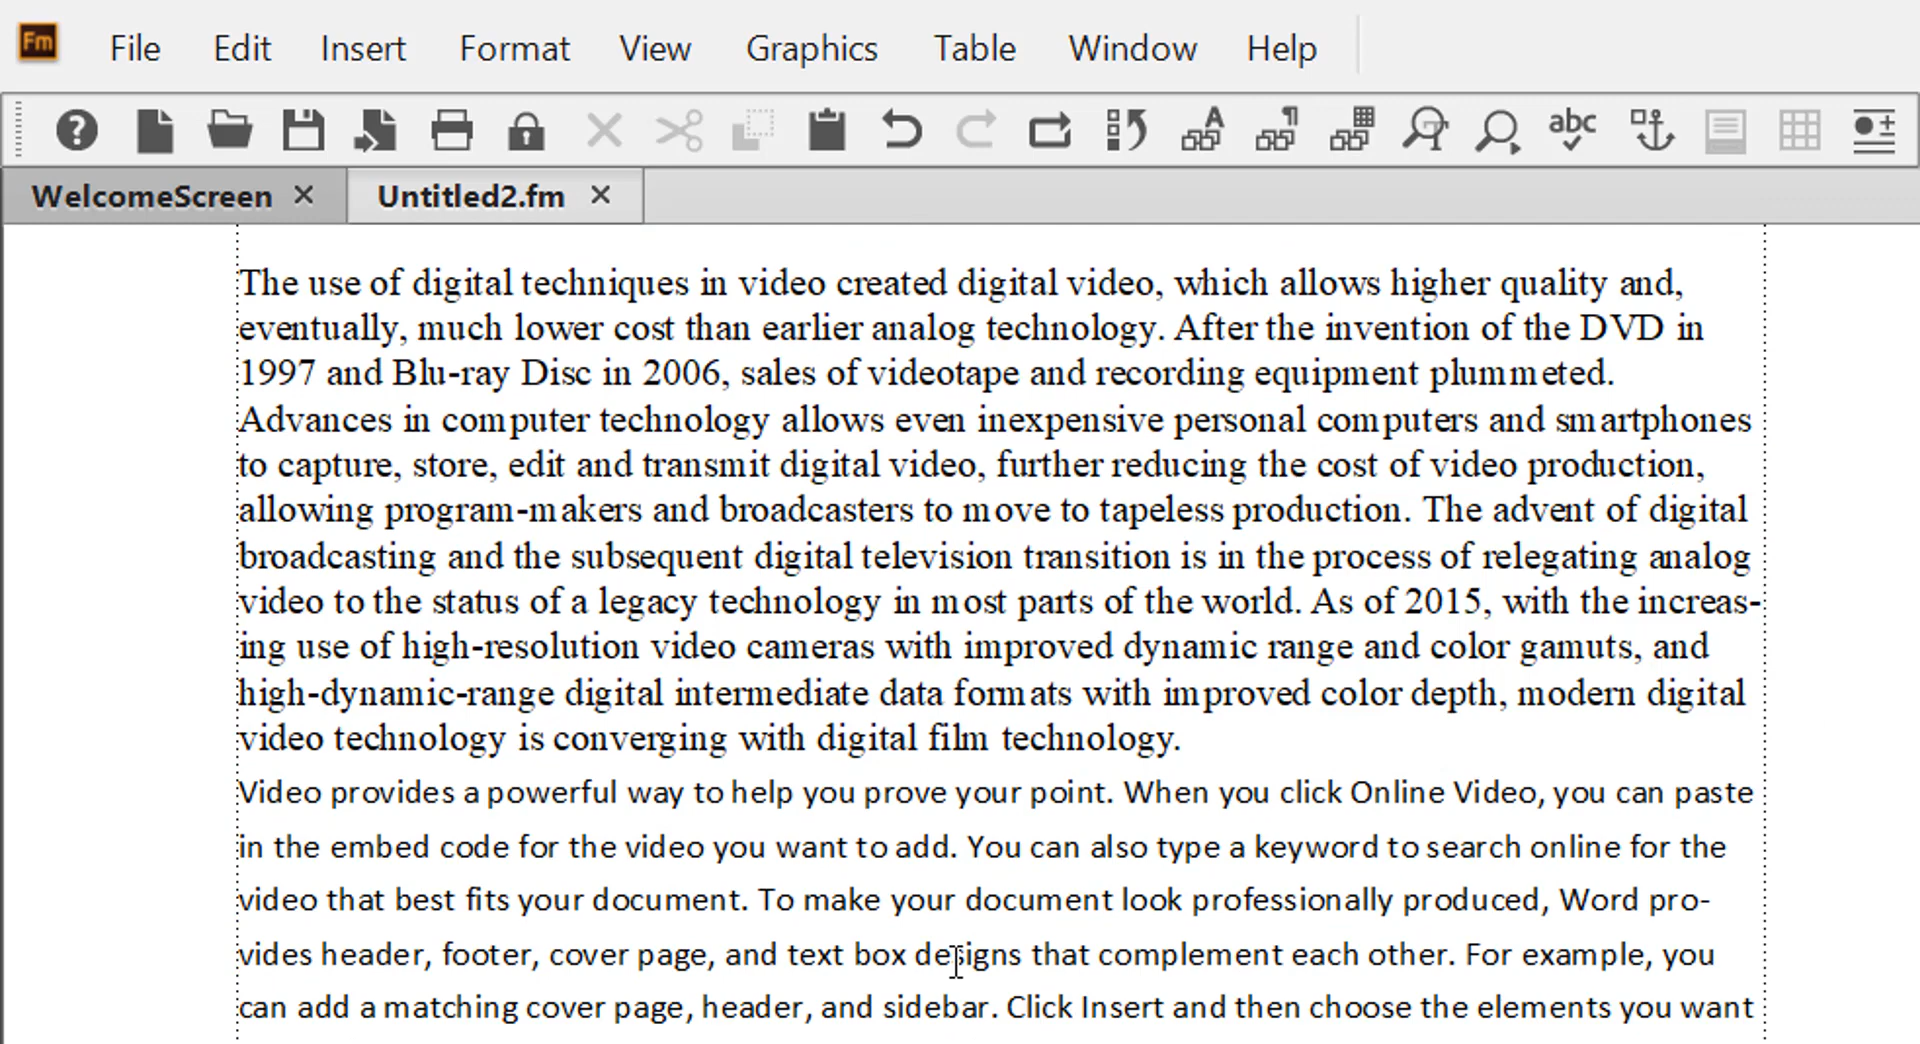 Fm File Edit Insert Format View Graphics Table Window Help
abc
WelcomeScreen Untitled2.fm
The use of digital techniques in video created digital video, which allows higher quality and,
eventually, much lower cost than earlier analog technology. After the invention of the DVD in
1997 and Blu-ray Disc in 2006, sales of videotape and recording equipment plummeted.
Advances in computer technology allows even inexpensive personal computers and smartphones
to capture, store, edit and transmit digital video, further reducing the cost of video production,
allowing program-makers and broadcasters to move to tapeless production. The advent of digital
broadcasting and the subsequent digital television transition is in the process of relegating analog
video to the status of a legacy technology in most parts of the world. As of 2015, with the increas-
ing use of high-resolution video cameras with improved dynamic range and color gamuts, and
high-dynamic-range digital intermediate data formats with improved color depth, modern digital
video technology is converging with digital film technology.
Video provides a powerful way to help you prove your point. When you click Online Video, you can paste
in the embed code for the video you want to add. You can also type a keyword to search online for the
video that best fits your document. To make your document look professionally produced, Word pro-
vides header, footer, cover page, and text box designs that complement each other. For example, you
can add a matching cover page, header, and sidebar. Click Insert and then choose the elements you want